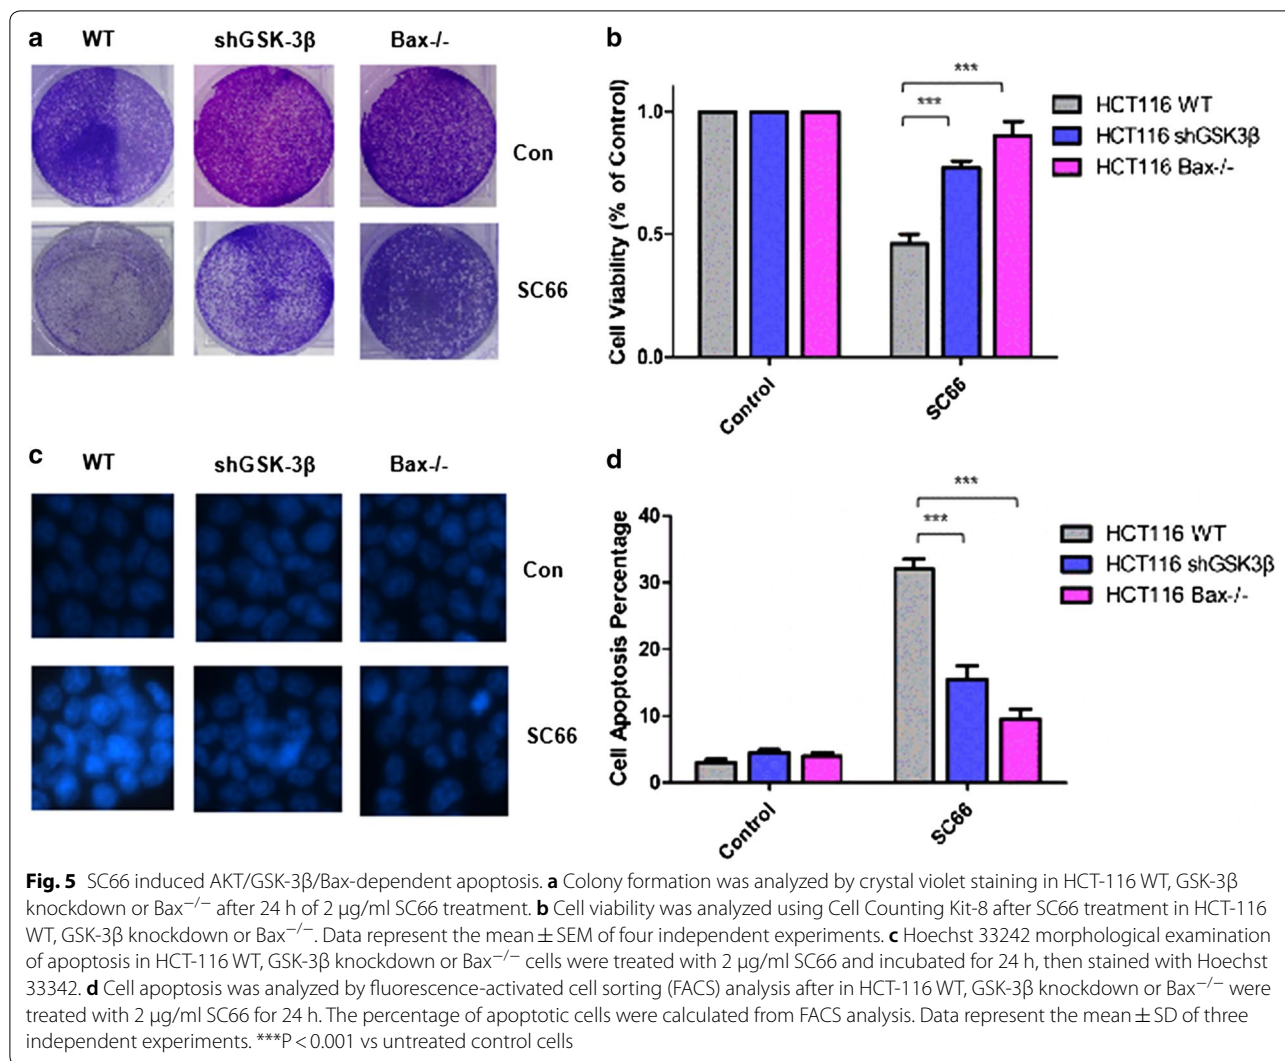 a
WT shGSK-3β Bax-/-
Con
SC66
b
Cell Viability (% of Control)
1.0
0.5
0.0
***
***
Control
SC66
HCT116 WT
HCT116 shGSK3β
HCT116 Bax-/-
c
WT shGSK-3β Bax-/-
Con
SC66
d
Cell Apoptosis Percentage
40
30
20
10
0
***
***
Control
SC66
HCT116 WT
HCT116 shGSK3β
HCT116 Bax-/-
Fig. 5 SC66 induced AKT/GSK-3β/Bax-dependent apoptosis. a Colony formation was analyzed by crystal violet staining in HCT-116 WT, GSK-3β
knockdown or Bax−/− after 24 h of 2 μg/ml SC66 treatment. b Cell viability was analyzed using Cell Counting Kit-8 after SC66 treatment in HCT-116
WT, GSK-3β knockdown or Bax−/−. Data represent the mean ± SEM of four independent experiments. c Hoechst 33242 morphological examination
of apoptosis in HCT-116 WT, GSK-3β knockdown or Bax−/− cells were treated with 2 μg/ml SC66 and incubated for 24 h, then stained with Hoechst
33342. d Cell apoptosis was analyzed by fluorescence-activated cell sorting (FACS) analysis after in HCT-116 WT, GSK-3β knockdown or Bax−/− were
treated with 2 μg/ml SC66 for 24 h. The percentage of apoptotic cells were calculated from FACS analysis. Data represent the mean ± SD of three
independent experiments. ***P < 0.001 vs untreated control cells